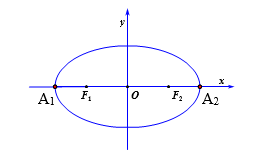 y
x
A₁ F₁ O F₂ A₂